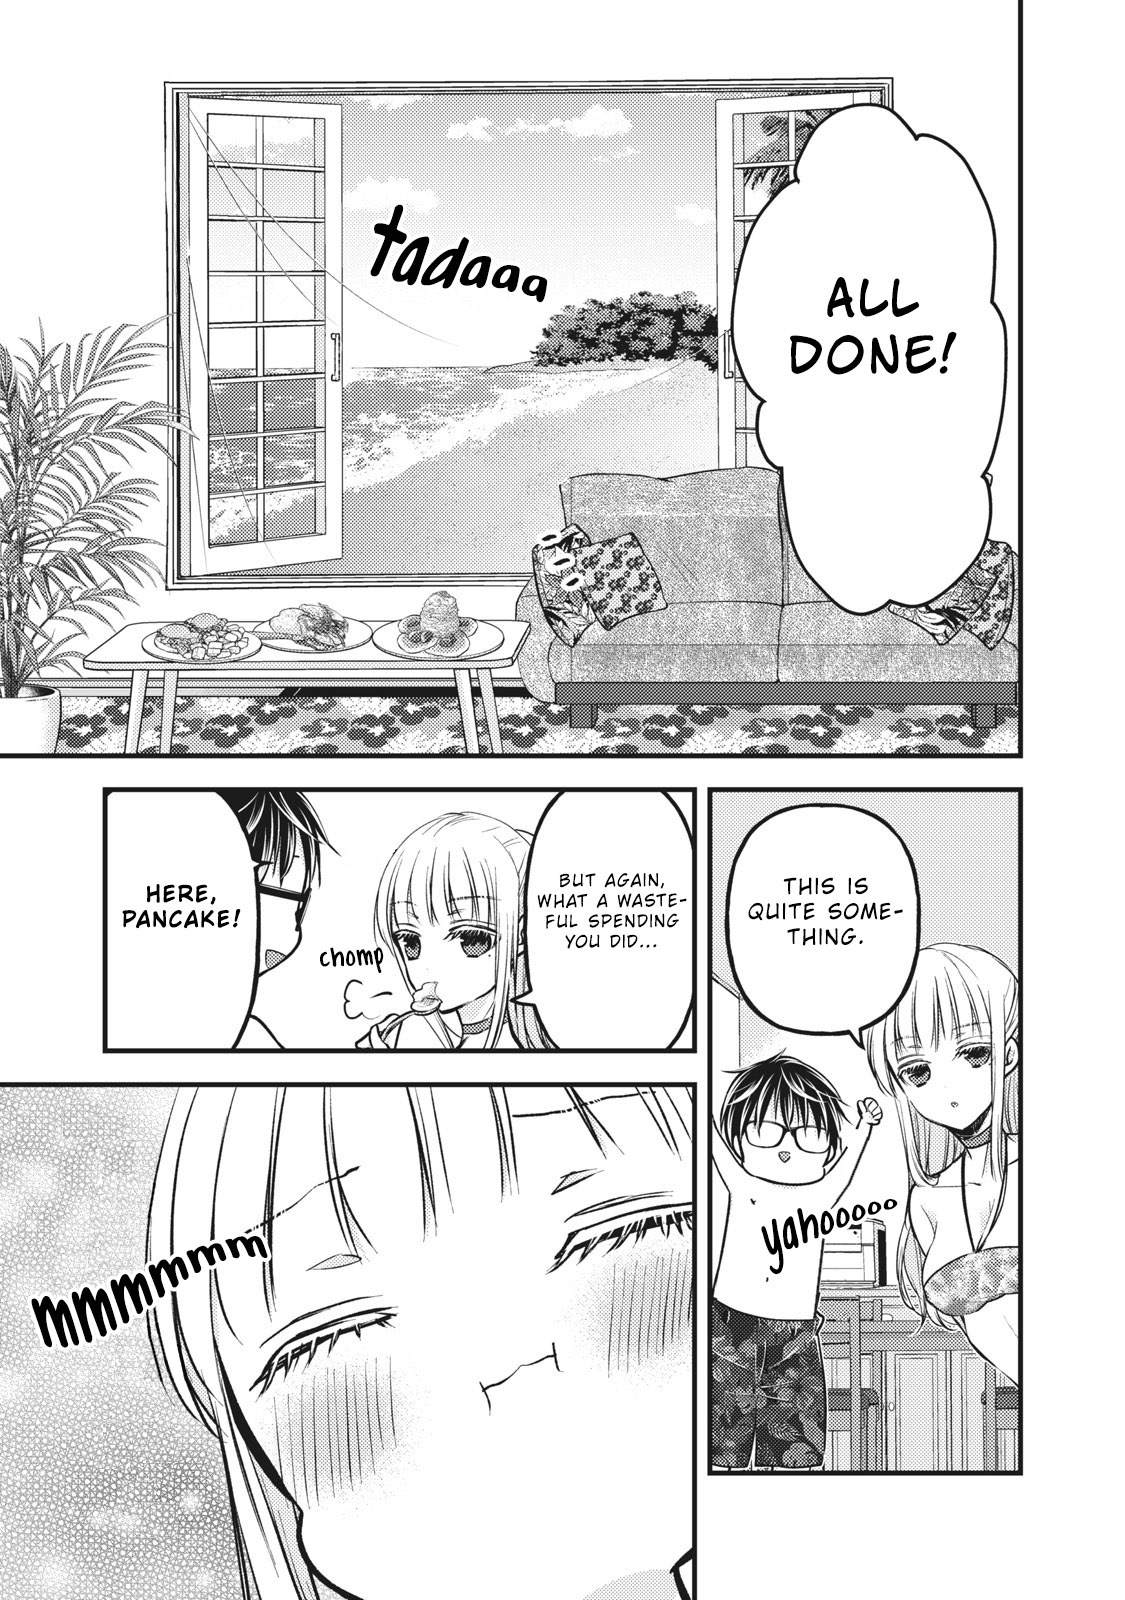 ALL
DONE!
tadaaa
THIS IS
QUITE SOME-
THING.
yahooooo
BUT AGAIN,
WHAT A WASTE-
FUL SPENDING
YOU DID...
chomp
HERE,
PANCAKE!
mmmmmm